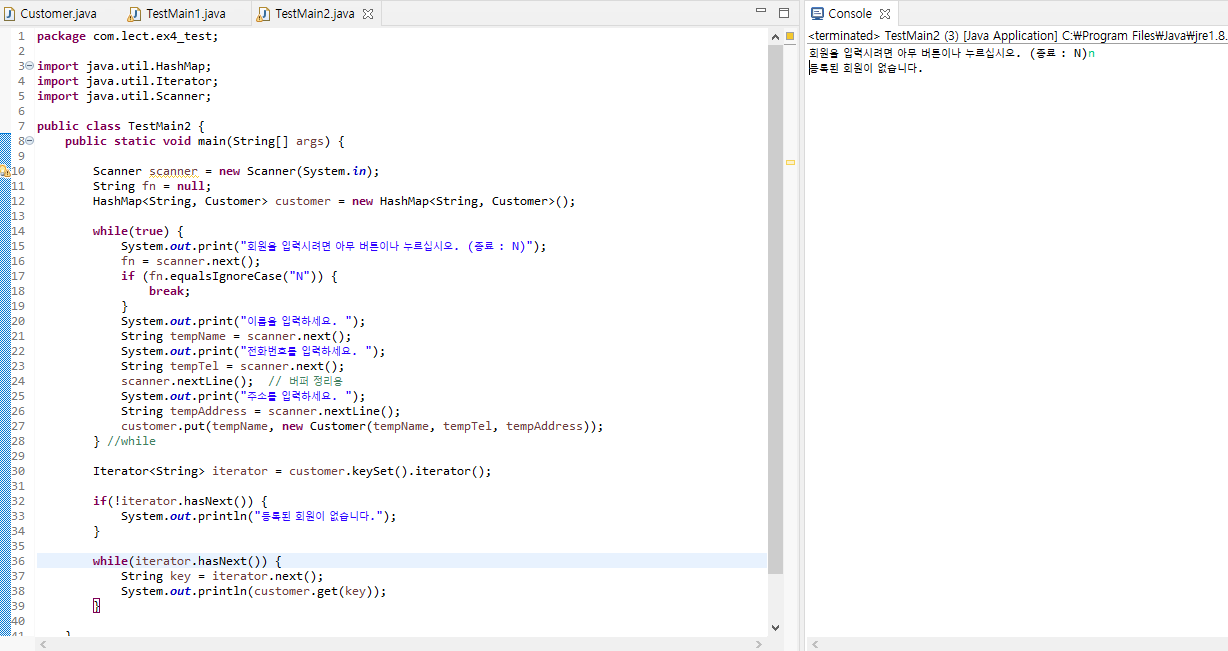 Customer.java TestMain1.java TestMain2.java
1 package com.lect.ex4_test;
2
3 import java.util.HashMap;
4 import java.util.Iterator;
5 import java.util.Scanner;
6
7 public class TestMain2 {
8 public static void main(String[] args) {
9
10 Scanner scanner = new Scanner(System.in);
11 String fn = null;
12 HashMap<String, Customer> customer = new HashMap<String, Customer>();
13
14 while(true) {
15 System.out.print("회원을 입력시려면 아무 버튼이나 누르십시오. (종료 : N)");
16 fn = scanner.next();
17 if (fn.equalsIgnoreCase("N")) {
18 break;
19 }
20 System.out.print("이름을 입력하세요. ");
21 String tempName = scanner.next();
22 System.out.print("전화번호를 입력하세요. ");
23 String tempTel = scanner.next();
24 scanner.nextLine(); // 버퍼 정리용
25 System.out.print("주소를 입력하세요. ");
26 String tempAddress = scanner.nextLine();
27 customer.put(tempName, new Customer(tempName, tempTel, tempAddress));
28 } //while
29
30 Iterator<String> iterator = customer.keySet().iterator();
31
32 if(!iterator.hasNext()) {
33 System.out.println("등록된 회원이 없습니다.");
34 }
35
36 while(iterator.hasNext()) {
37 String key = iterator.next();
38 System.out.println(customer.get(key));
39 }
40
41 }
Console
<terminated> TestMain2 (3) [Java Application] C:₩Program Files₩Java₩jre1.8.
회원을 입력시려면 아무 버튼이나 누르십시오. (종료 : N)n
등록된 회원이 없습니다.